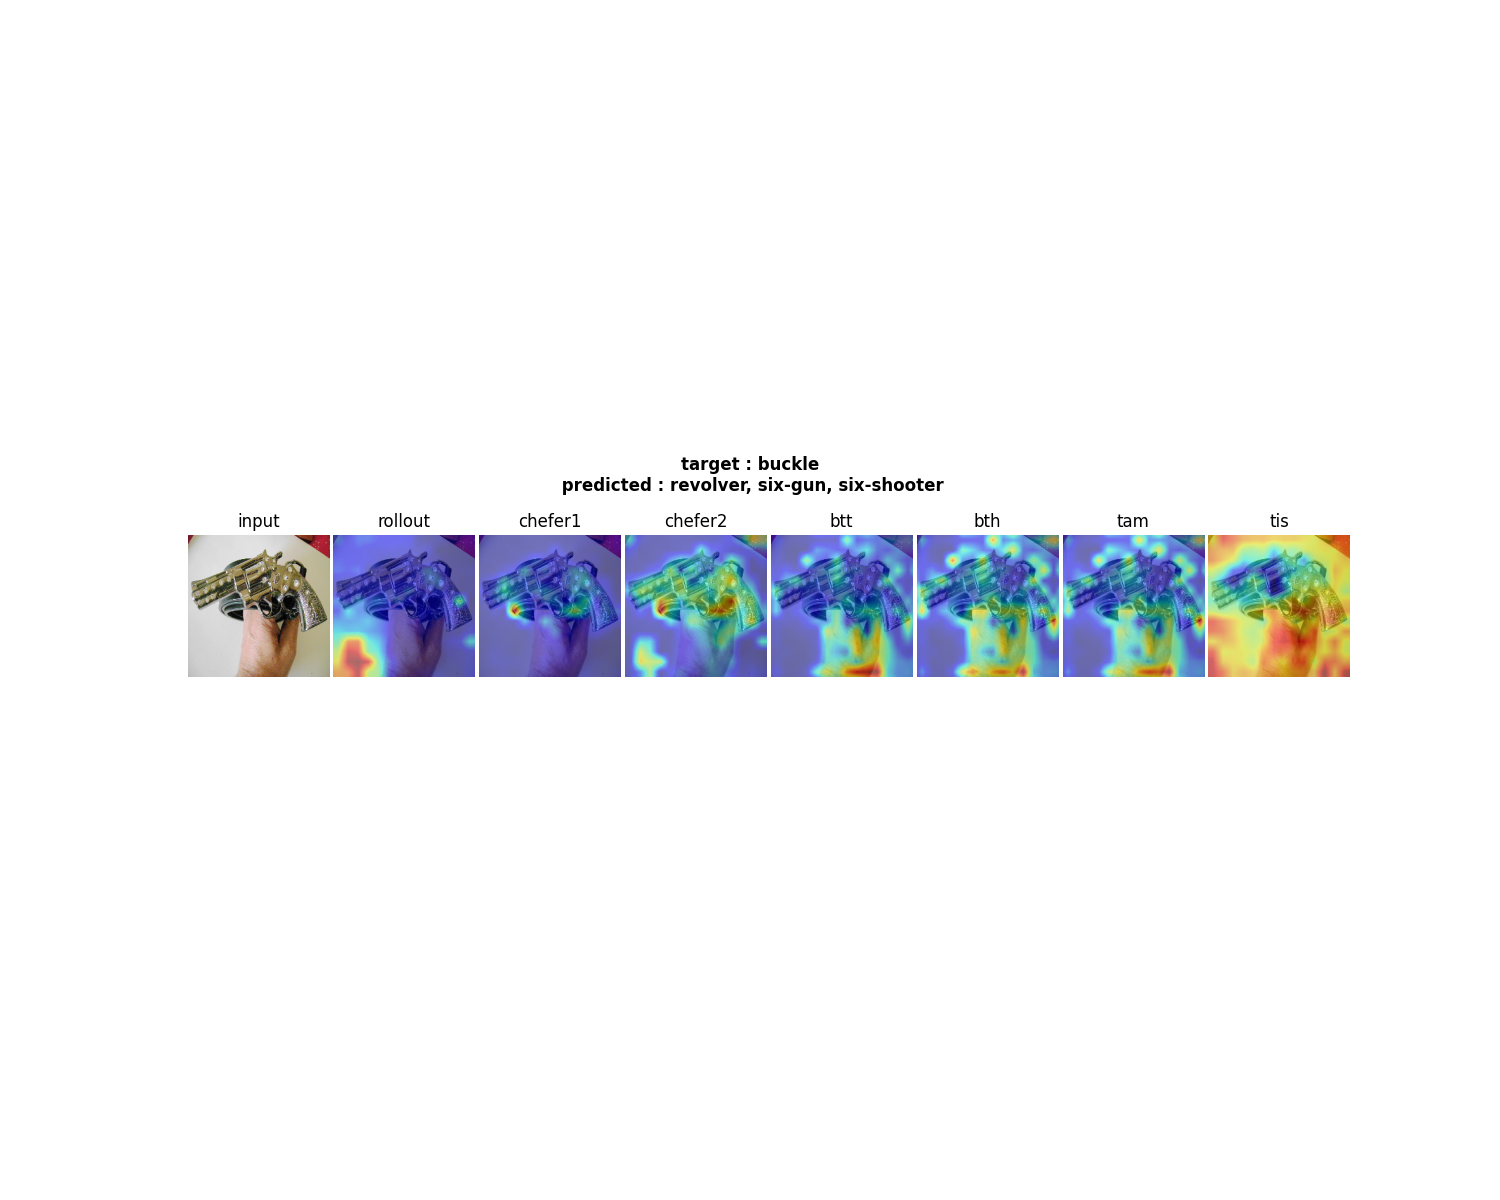 target : buckle
predicted : revolver, six-gun, six-shooter
input rollout chefer1 chefer2 btt bth tam tis